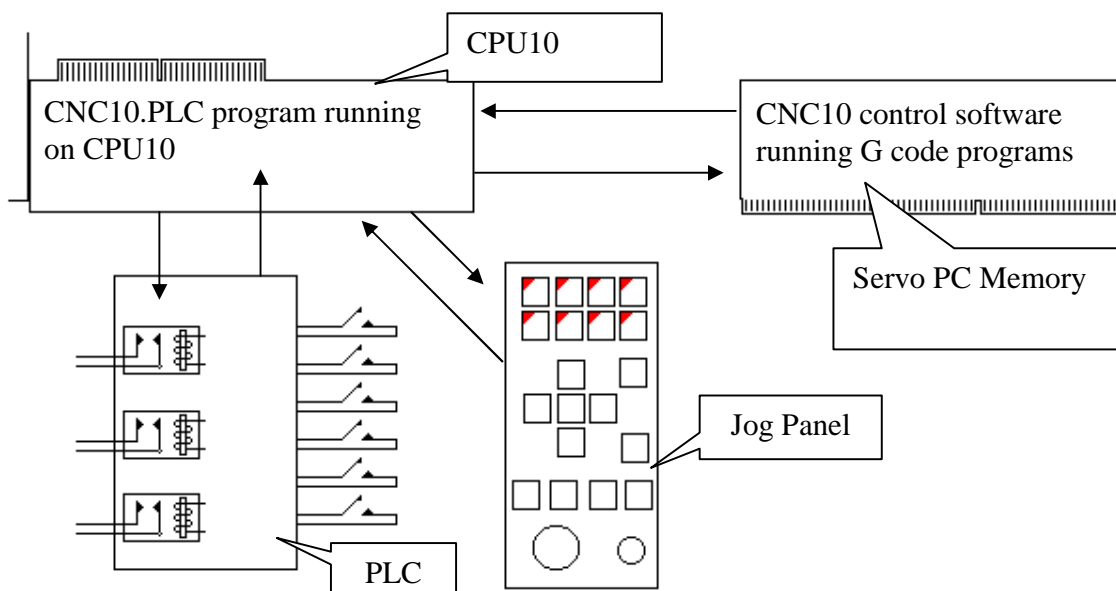 CPU10
CNC10.PLC program running
on CPU10
CNC10 control software
running G code programs
Servo PC Memory
Jog Panel
PLC